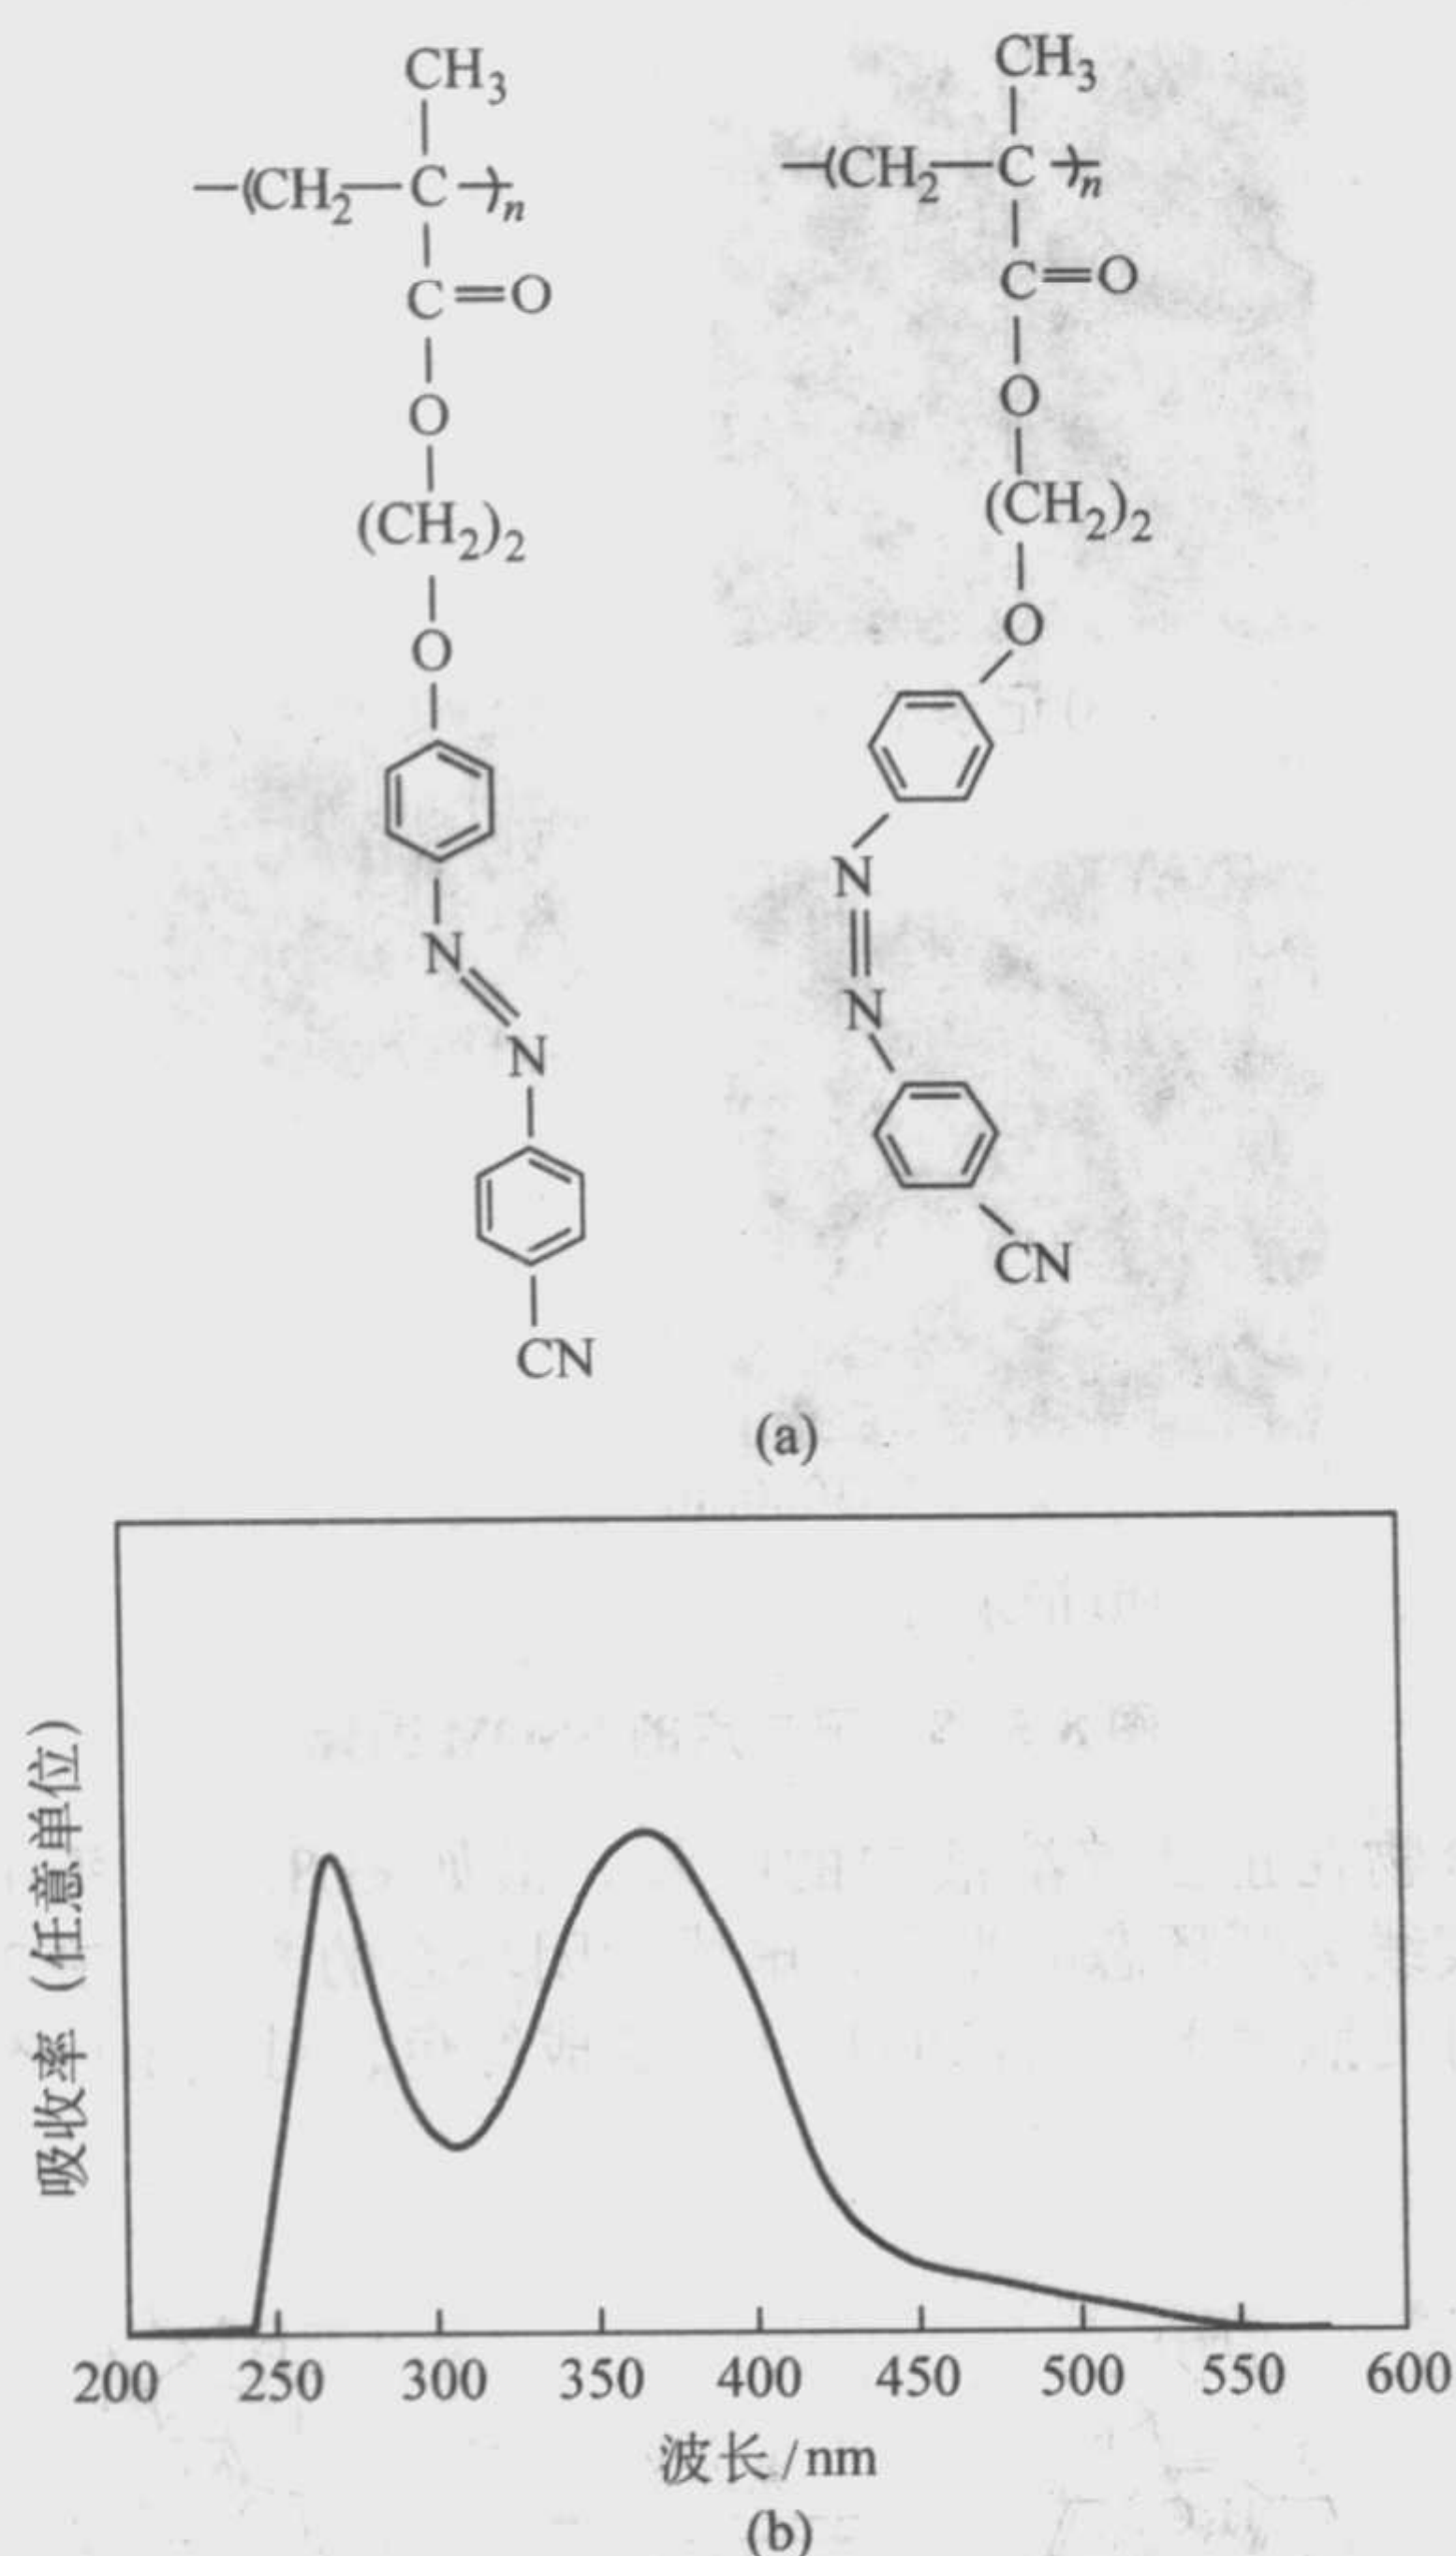 CH₃ CH₃
—(CH₂—C—)ₙ —(CH₂—C—)ₙ
C=O C=O
O O
(CH₂)₂ (CH₂)₂
O O
N N
N N
CN CN
(a)
吸收率（任意单位）
200 250 300 350 400 450 500 550 600
波长/nm
(b)